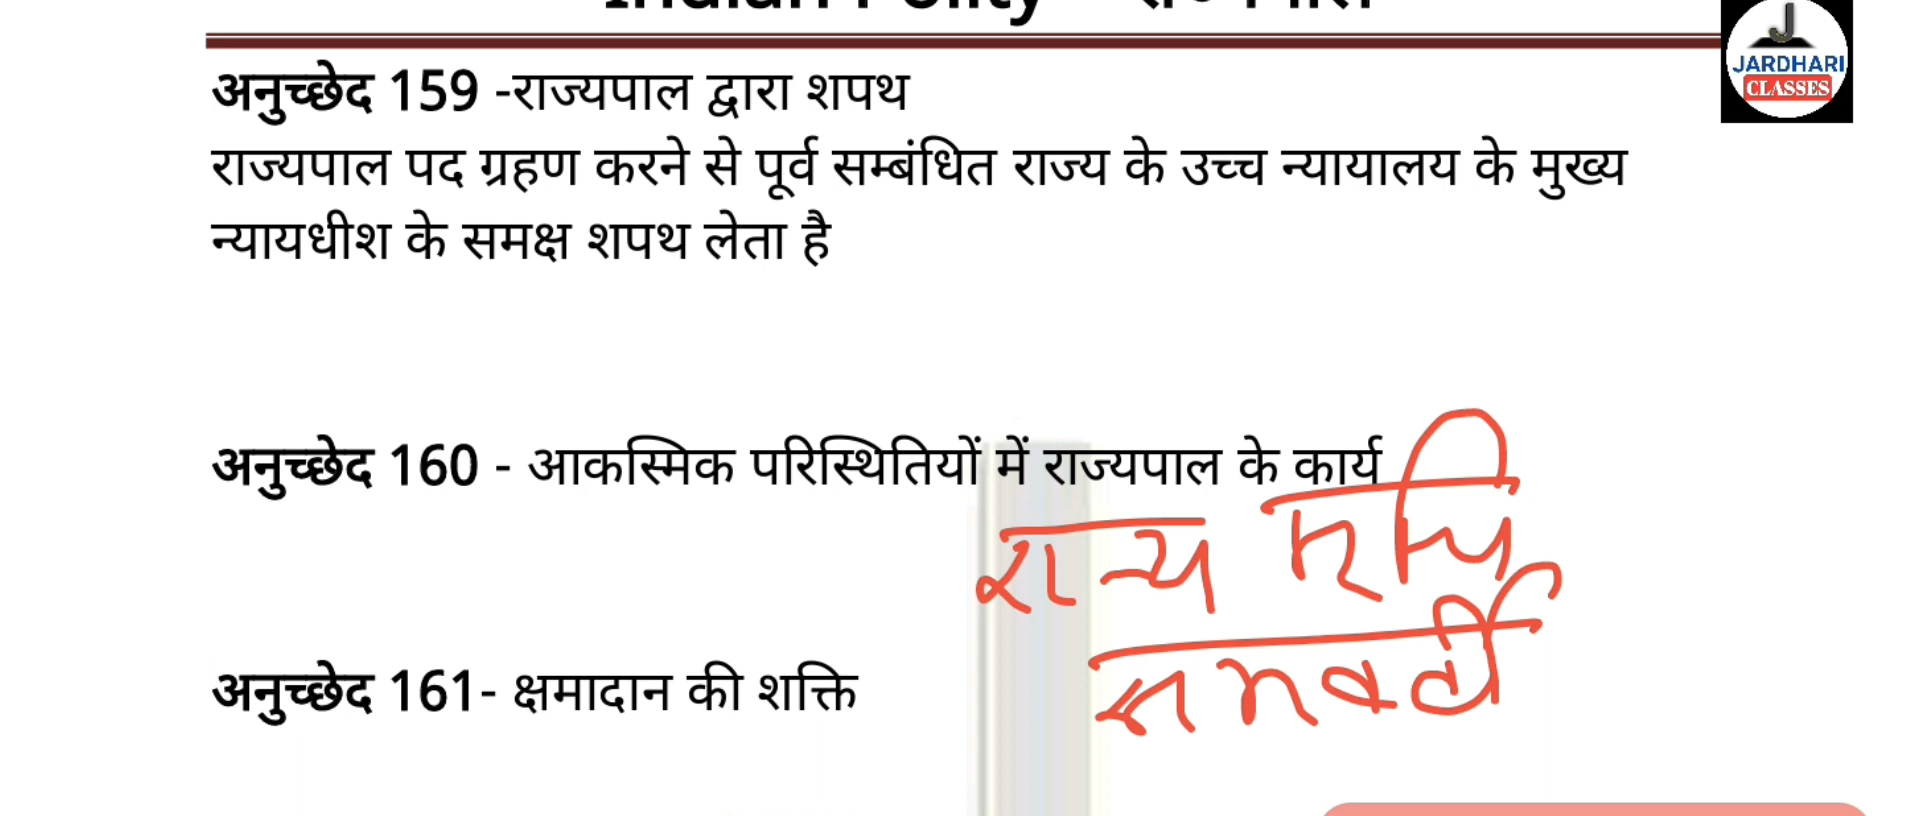 अनुच्छेद 159 -राज्यपाल द्वारा शपथ
राज्यपाल पद ग्रहण करने से पूर्व सम्बंधित राज्य के उच्च न्यायालय के मुख्य
न्यायधीश के समक्ष शपथ लेता है
अनुच्छेद 160 - आकस्मिक परिस्थितियों में राज्यपाल के कार्य
राज्य
अनुच्छेद 161- क्षमादान की शक्ति
J
JARDHARI
CLASSES